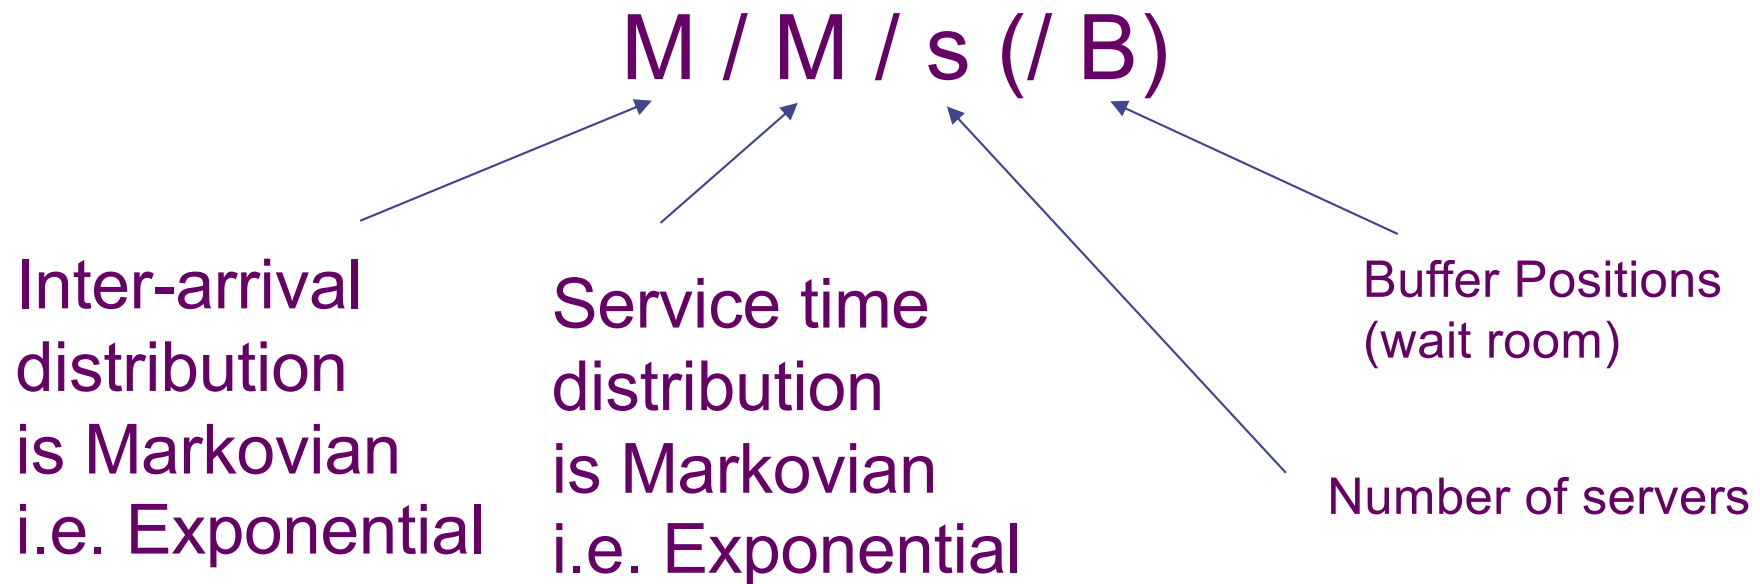 M / M / s (/ B)
Inter-arrival
distribution
is Markovian
i.e. Exponential
Service time
distribution
is Markovian
i.e. Exponential
Buffer Positions
(wait room)
Number of servers